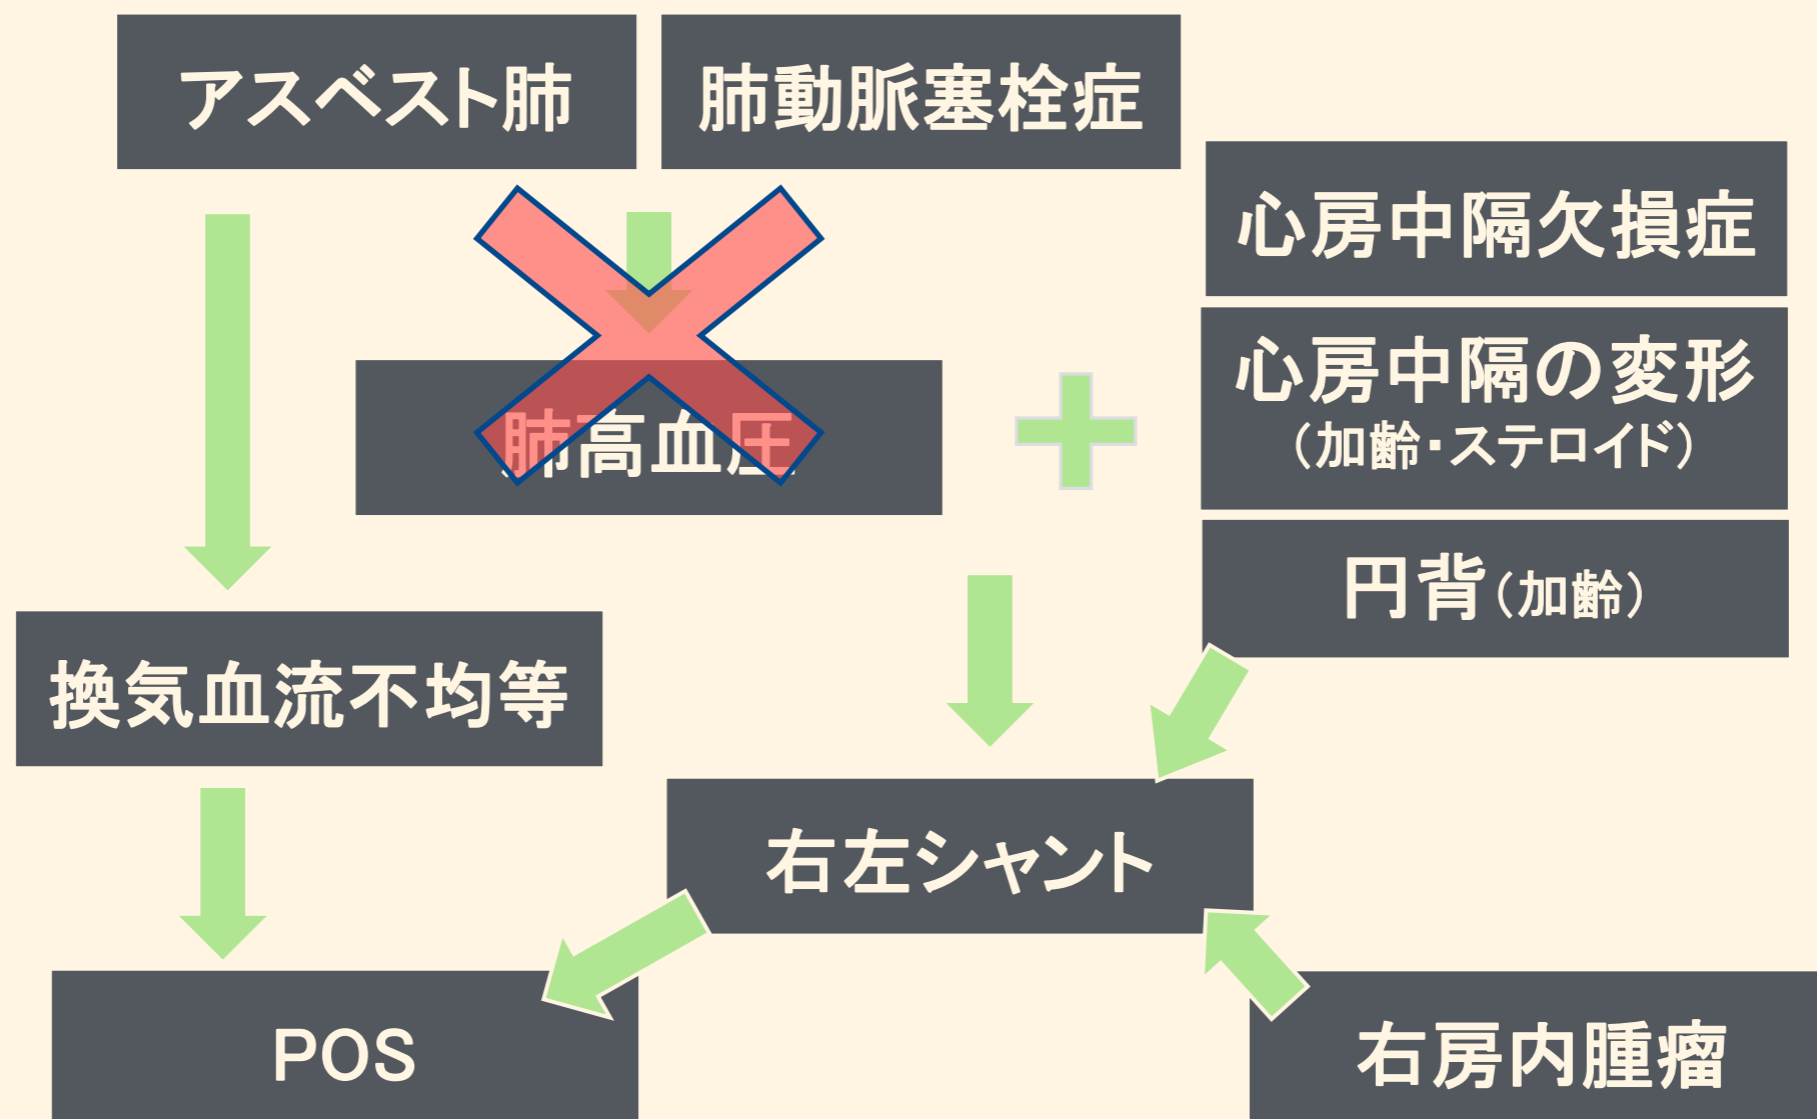 アスベスト肺
肺動脈塞栓症
心房中隔欠損症
心房中隔の変形
（加齢・ステロイド）
肺高血圧
円背（加齢）
換気血流不均等
右左シャント
POS
右房内腫瘤